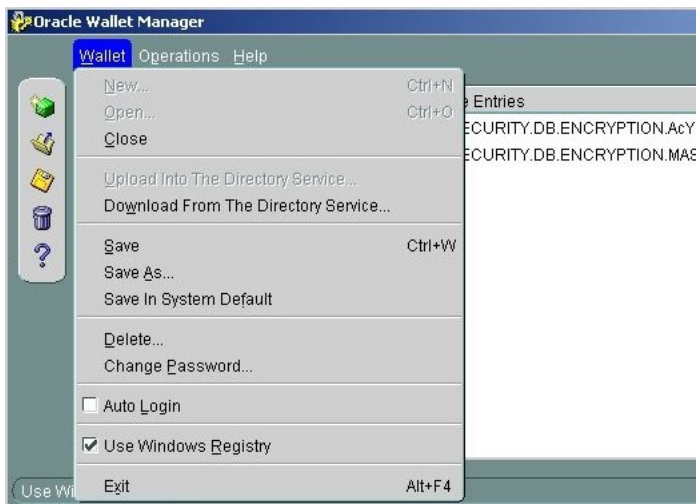 Oracle Wallet Manager
Wallet Operations Help
New... Ctrl+N
Open... Ctrl+O
Close
Upload Into The Directory Service...
Download From The Directory Service...
Save Ctrl+W
Save As...
Save In System Default
Delete...
Change Password...
Auto Login
Use Windows Registry
Exit Alt+F4
e Entries
ECURITY.DB.ENCRYPTION.AcY
ECURITY.DB.ENCRYPTION.MAS
Use Wi